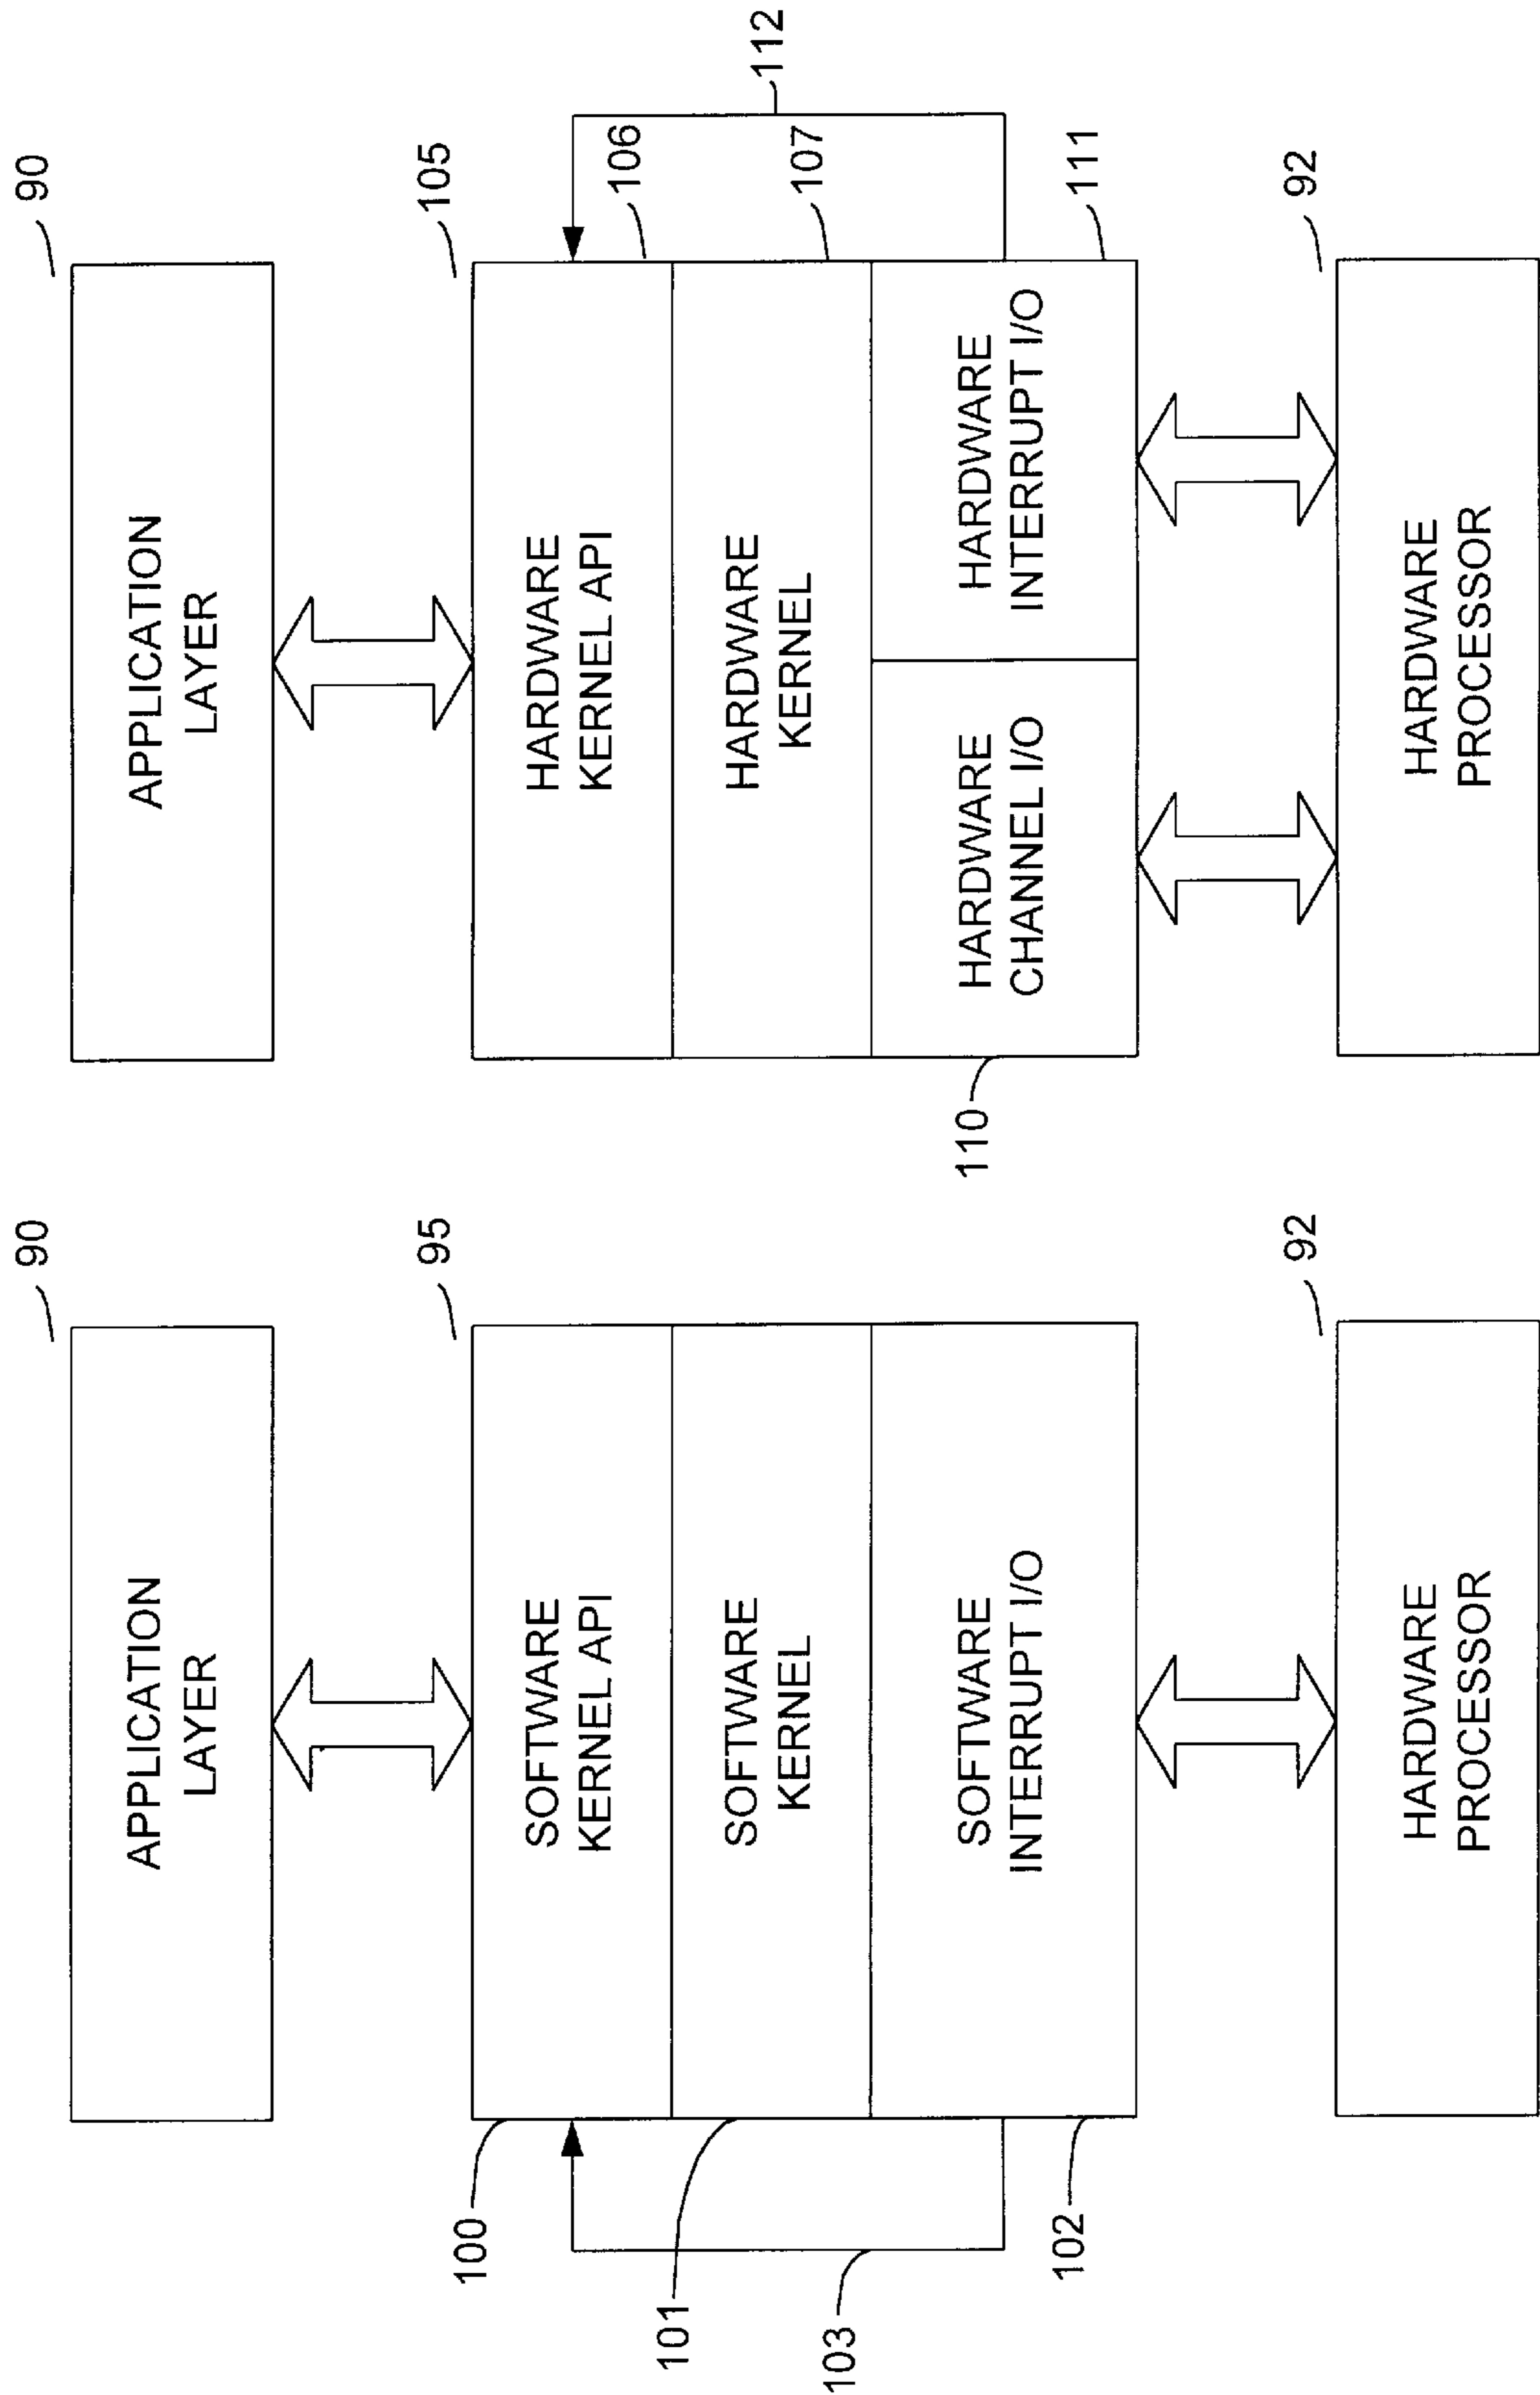 90
APPLICATION
LAYER
95
100
SOFTWARE
KERNEL API
101
SOFTWARE
KERNEL
103
SOFTWARE
INTERRUPT I/O
102
92
HARDWARE
PROCESSOR
90
APPLICATION
LAYER
105
HARDWARE
KERNEL API
106
HARDWARE
KERNEL
107
112
110
HARDWARE
CHANNEL I/O
HARDWARE
INTERRUPT I/O
111
92
HARDWARE
PROCESSOR